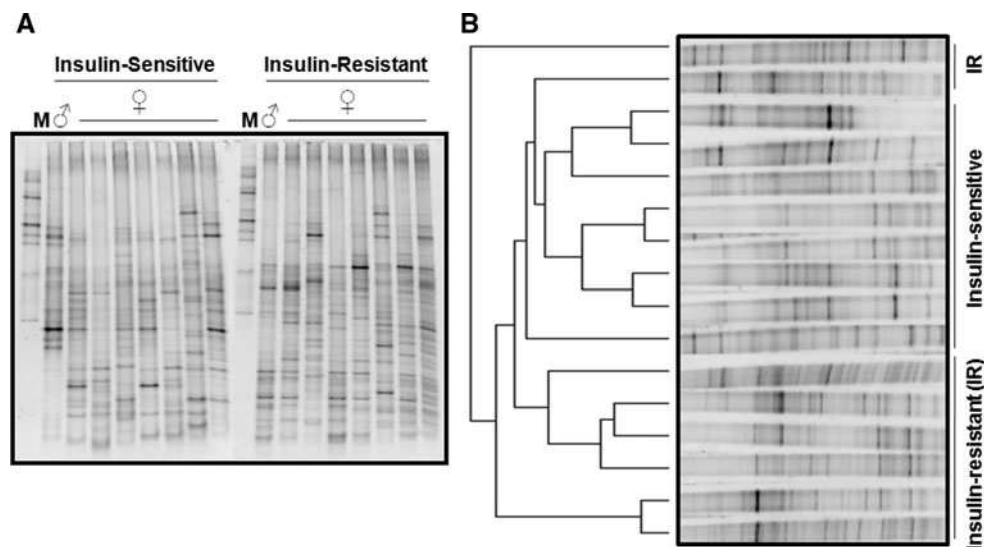 A
Insulin-Sensitive Insulin-Resistant
♀ ♀
M♂ M♂
B
IR
Insulin-sensitive
Insulin-resistant (IR)